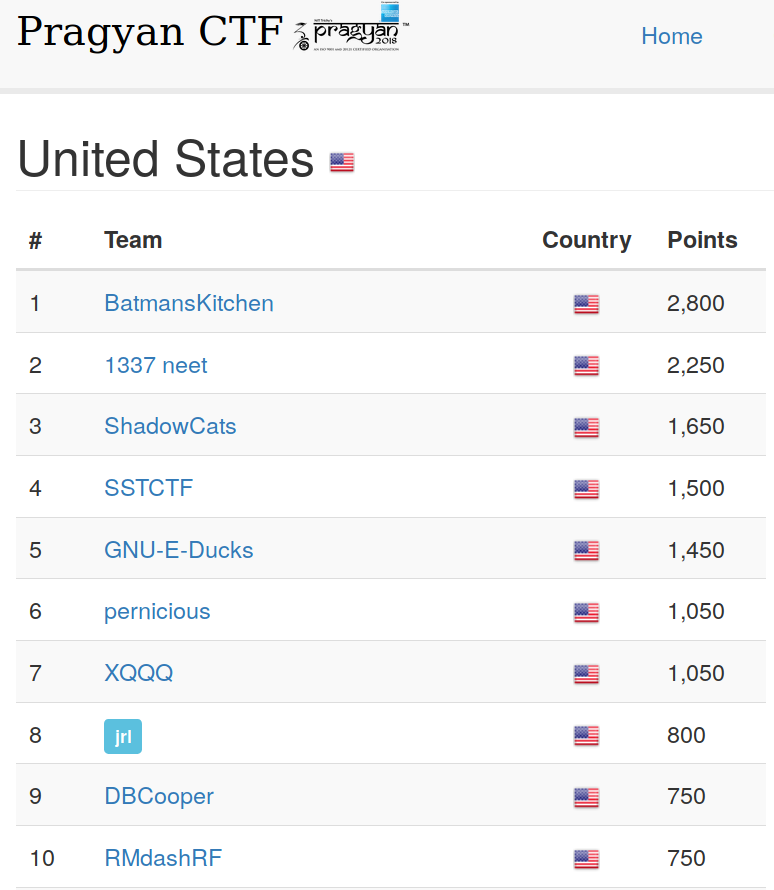 Pragyan CTF pragyan 2018 Home
United States
# Team Country Points
1 BatmansKitchen 2,800
2 1337 neet 2,250
3 ShadowCats 1,650
4 SSTCTF 1,500
5 GNU-E-Ducks 1,450
6 pernicious 1,050
7 XQQQ 1,050
8 jrl 800
9 DBCooper 750
10 RMdashRF 750